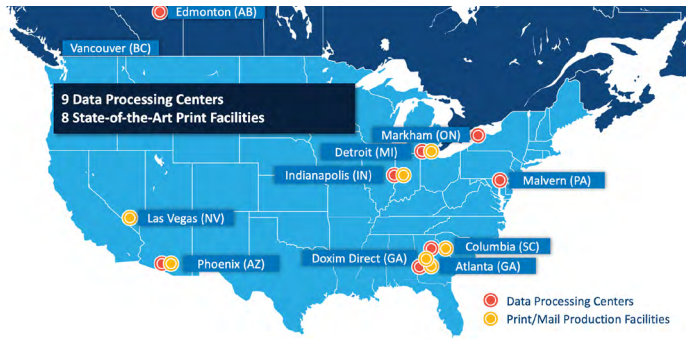 Edmonton (AB)
Vancouver (BC)
9 Data Processing Centers
8 State-of-the-Art Print Facilities
Markham (ON)
Detroit (MI)
Indianapolis (IN)
Malvern (PA)
Las Vegas (NV)
Columbia (SC)
Doxim Direct (GA)
Phoenix (AZ)
Atlanta (GA)
Data Processing Centers
Print/Mail Production Facilities